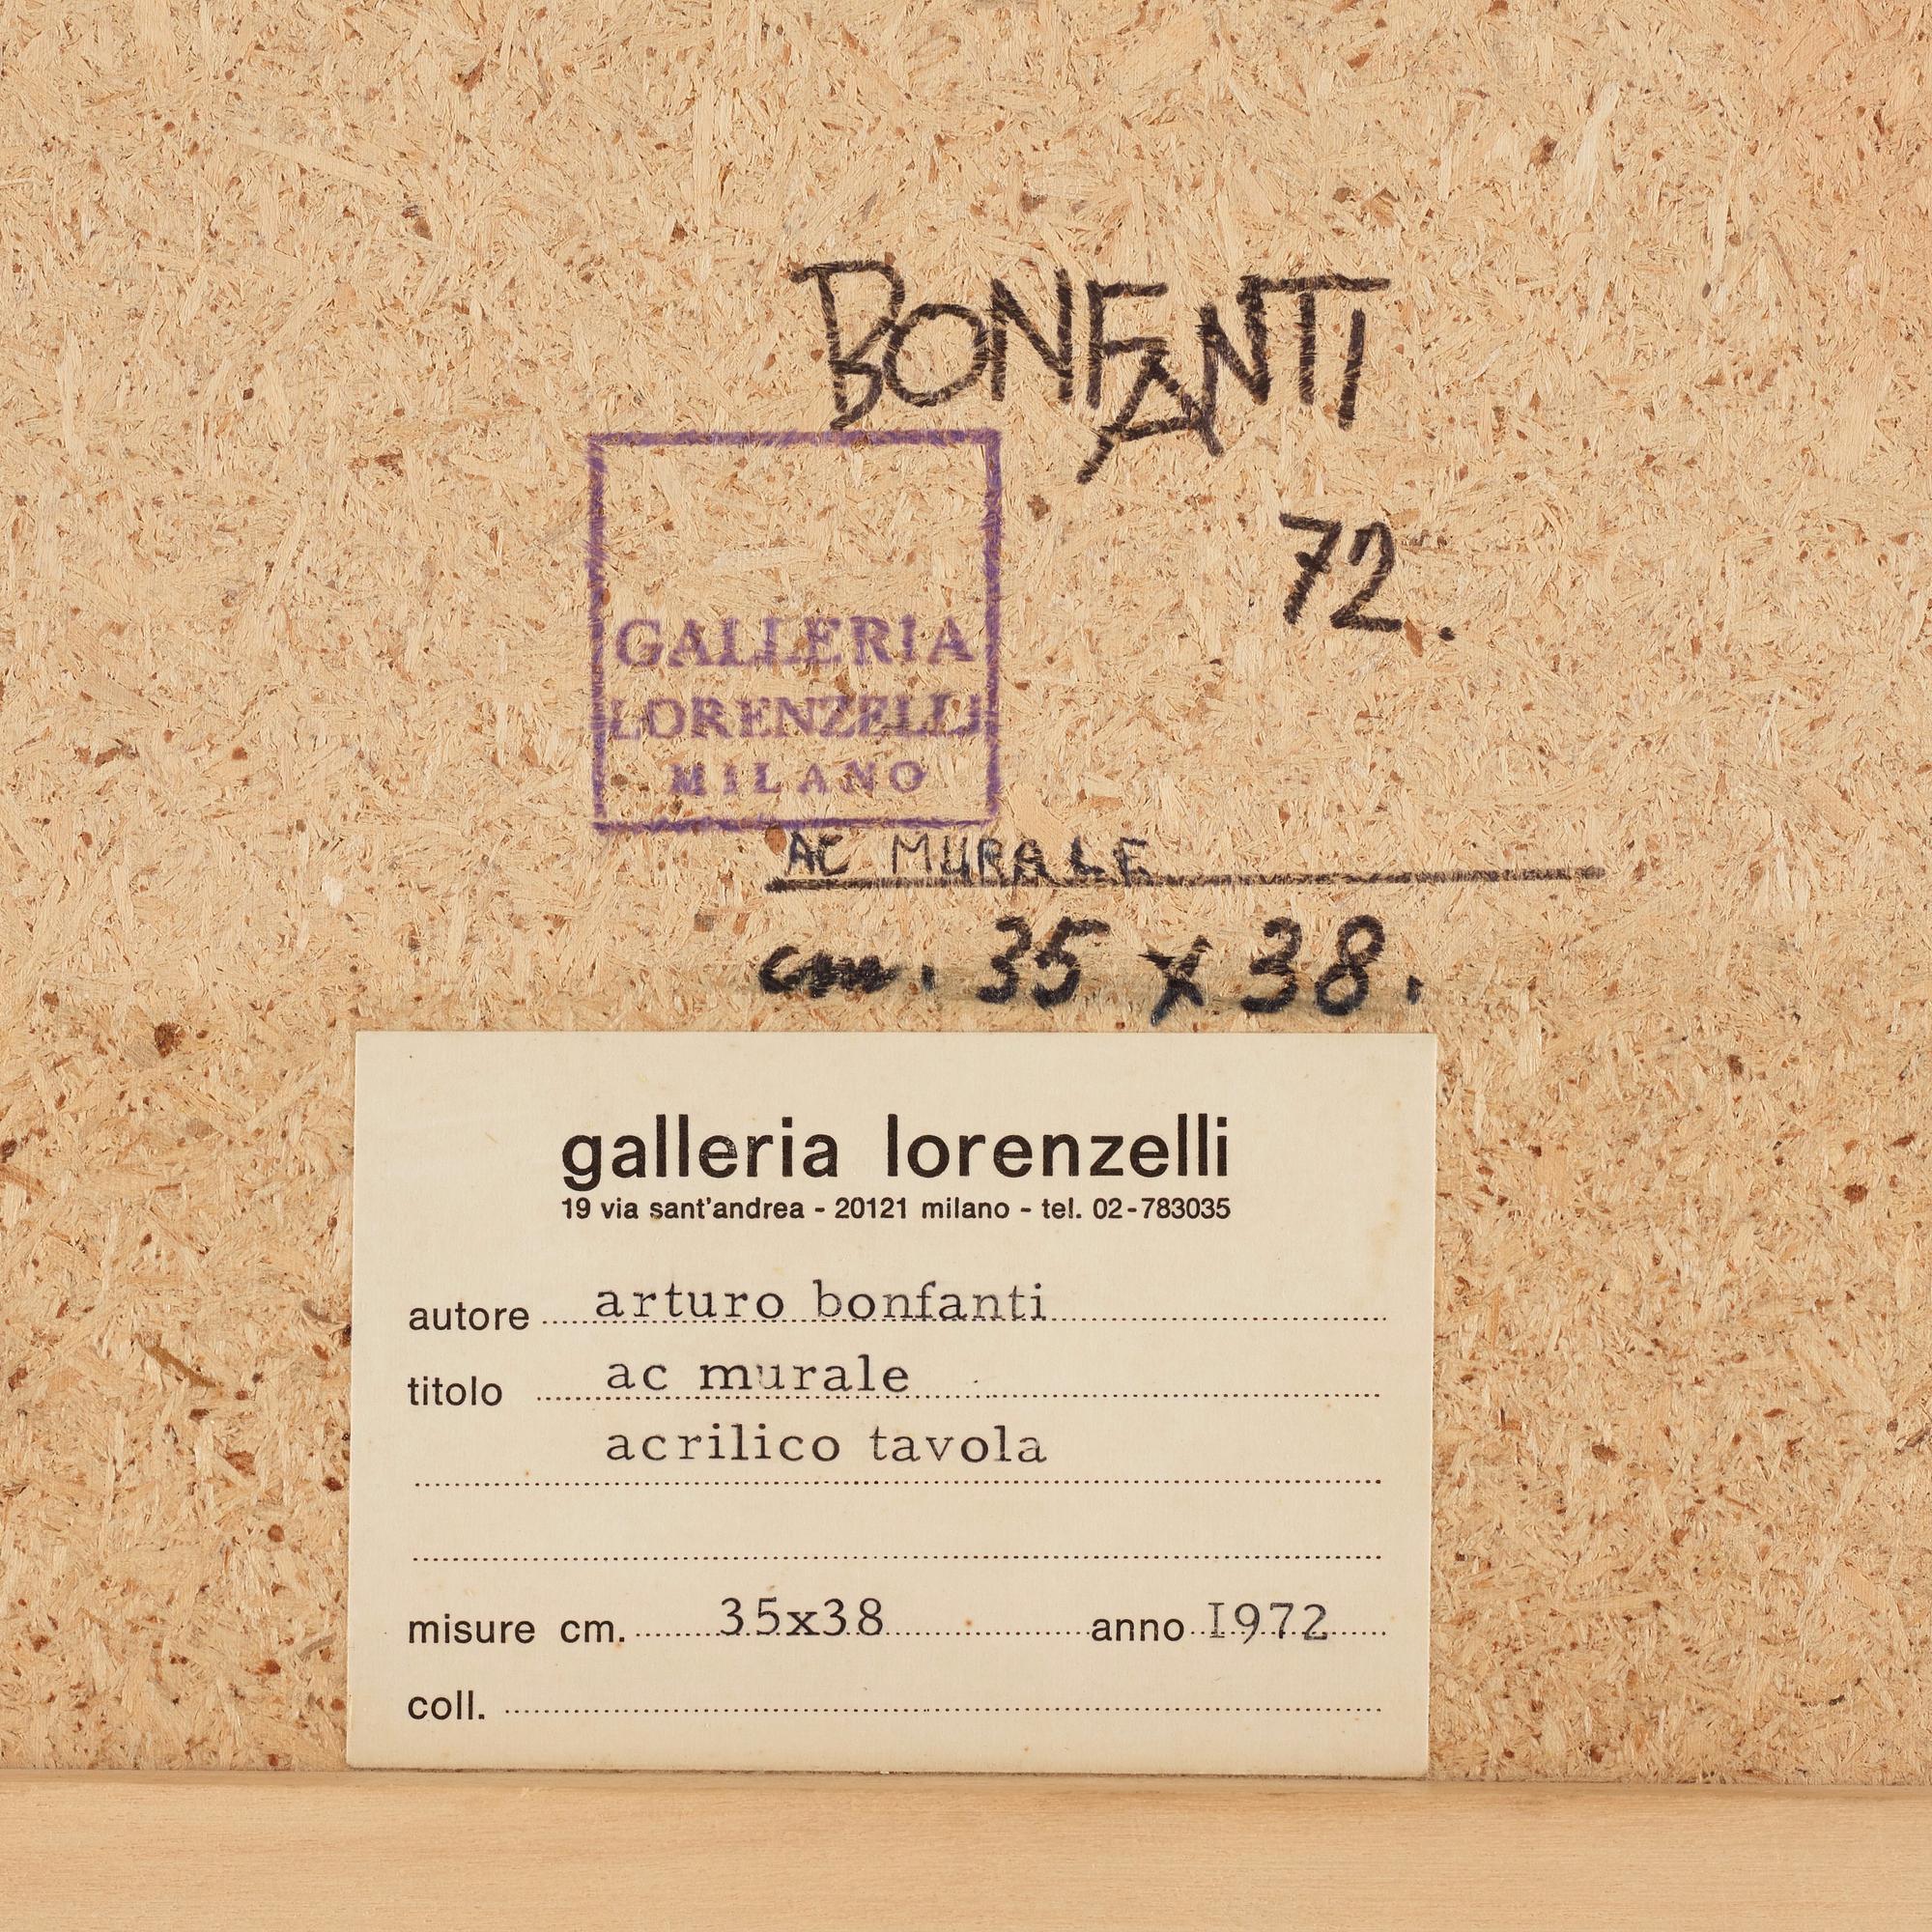 BONFANTI
72.
GALLERIA
LORENZELLI
MILANO
AC MURALE
cm. 35 x 38.
galleria lorenzelli
19 via sant'andrea - 20121 milano - tel. 02-783035
autore arturo bonfanti
titolo ac murale
acrilico tavola
misure cm. 35x38 anno I972
coll.